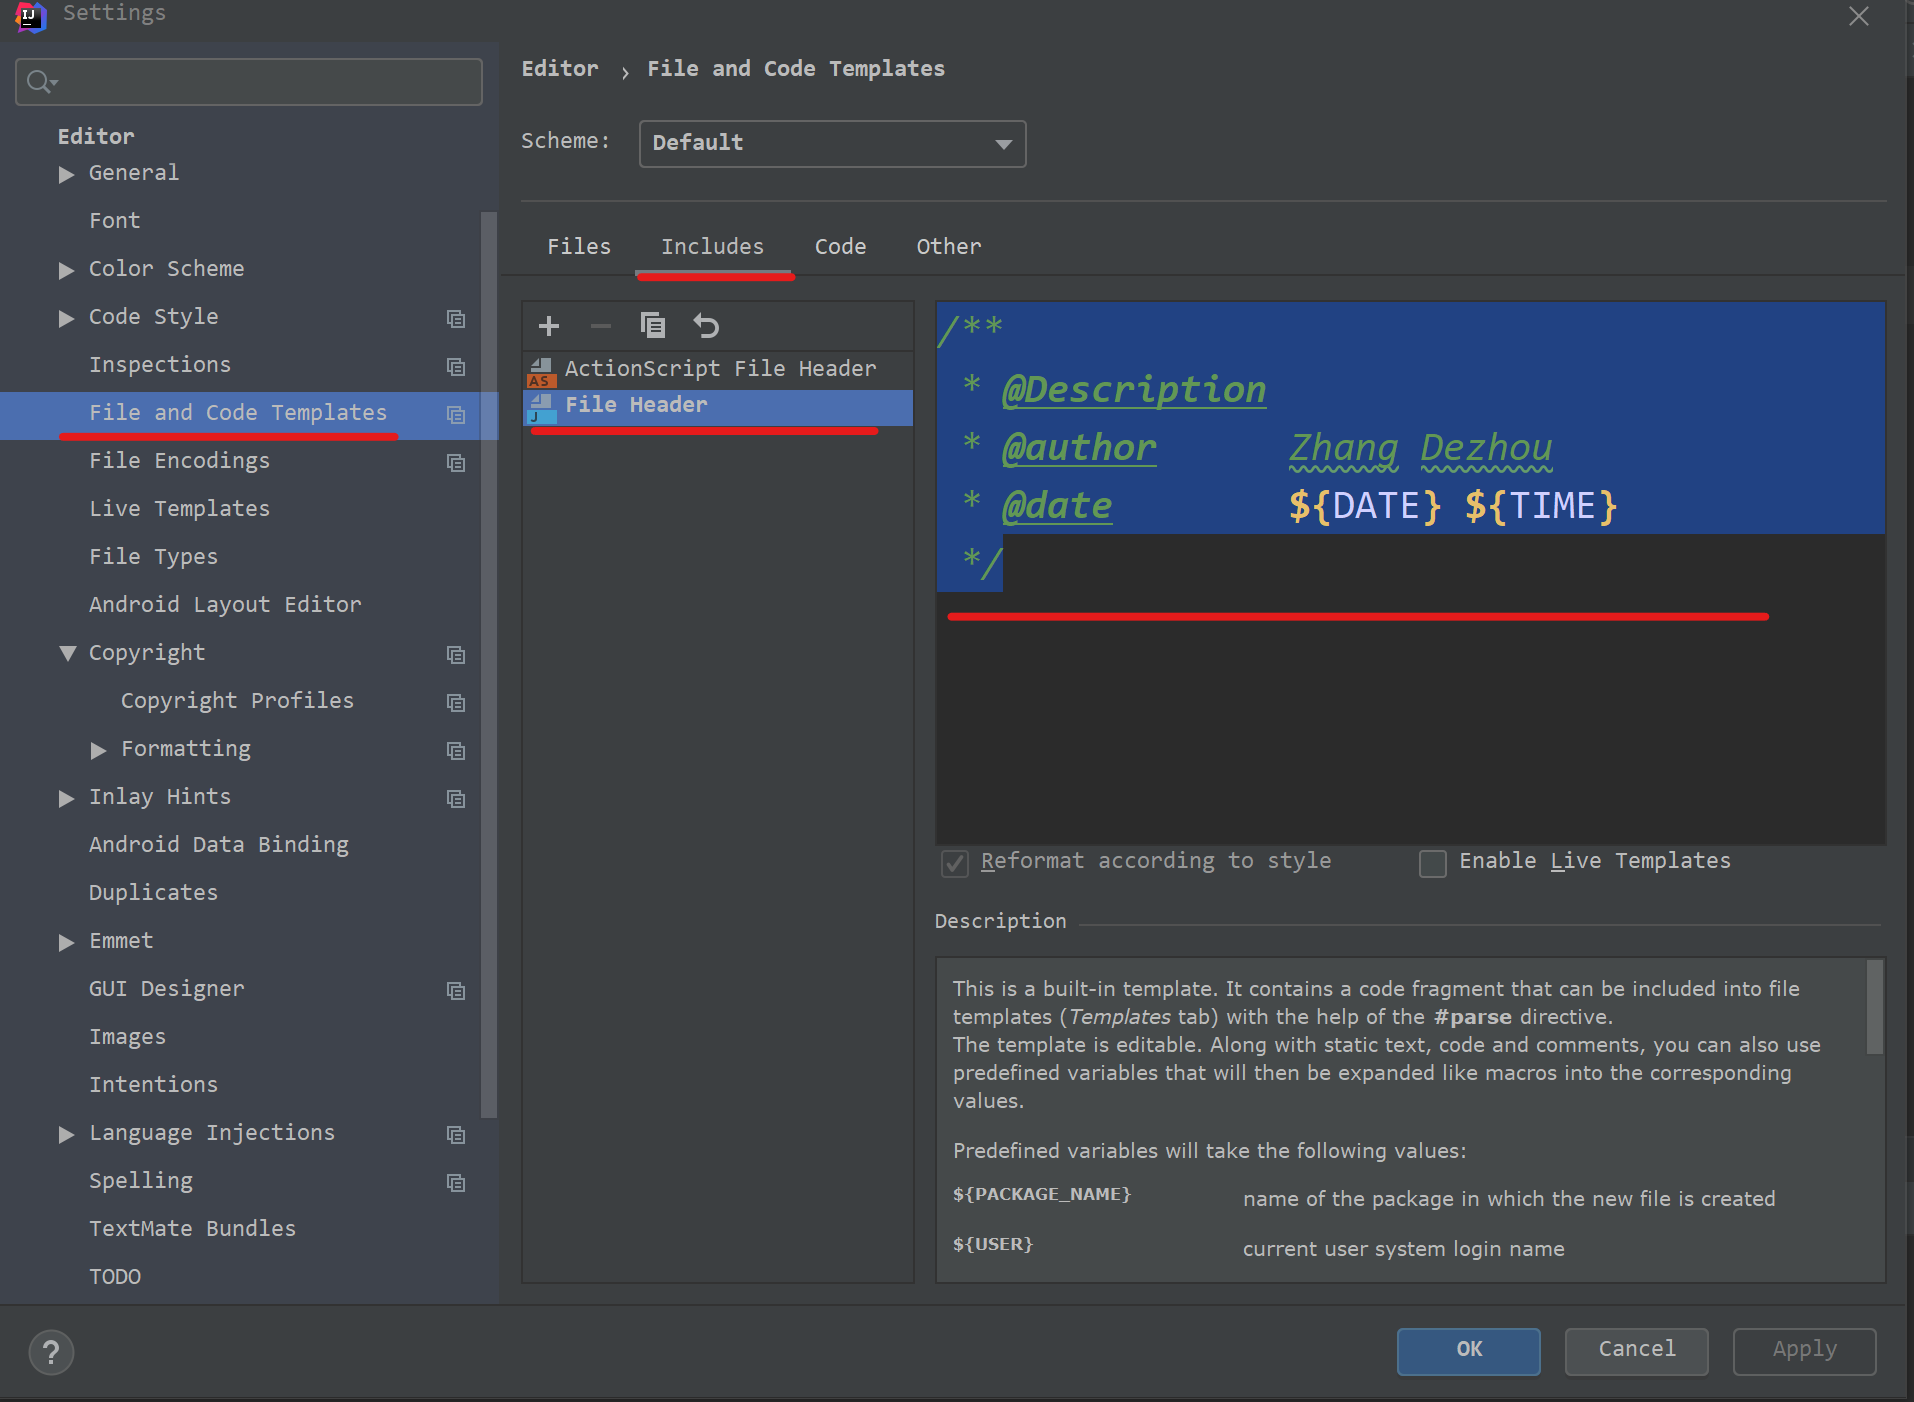 Settings
Editor
General
Font
Color Scheme
Code Style
Inspections
File and Code Templates
File Encodings
Live Templates
File Types
Android Layout Editor
Copyright
Copyright Profiles
Formatting
Inlay Hints
Android Data Binding
Duplicates
Emmet
GUI Designer
Images
Intentions
Language Injections
Spelling
TextMate Bundles
TODO
Editor › File and Code Templates
Scheme: Default
Files Includes Code Other
ActionScript File Header
File Header
/**
* @Description
* @author Zhang Dezhou
* @date ${DATE} ${TIME}
*/
Reformat according to style Enable Live Templates
Description
This is a built-in template. It contains a code fragment that can be included into file
templates (Templates tab) with the help of the #parse directive.
The template is editable. Along with static text, code and comments, you can also use
predefined variables that will then be expanded like macros into the corresponding
values.
Predefined variables will take the following values:
${PACKAGE_NAME} name of the package in which the new file is created
${USER} current user system login name
? OK Cancel Apply